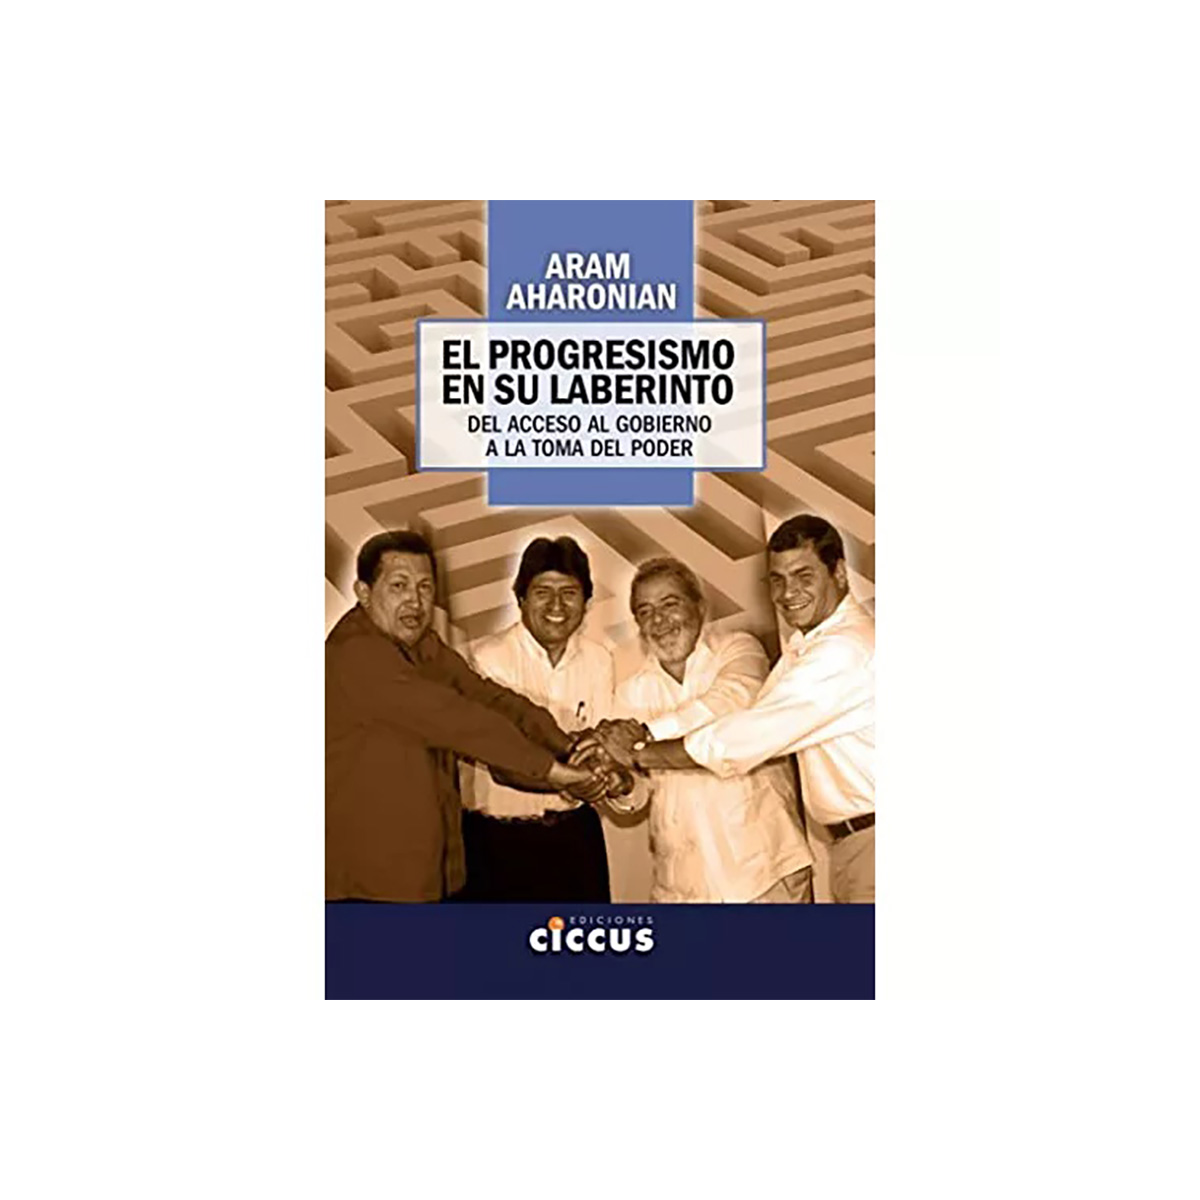 ARAM
AHARONIAN
EL PROGRESISMO
EN SU LABERINTO
DEL ACCESO AL GOBIERNO
A LA TOMA DEL PODER
EDICIONES
ciccus